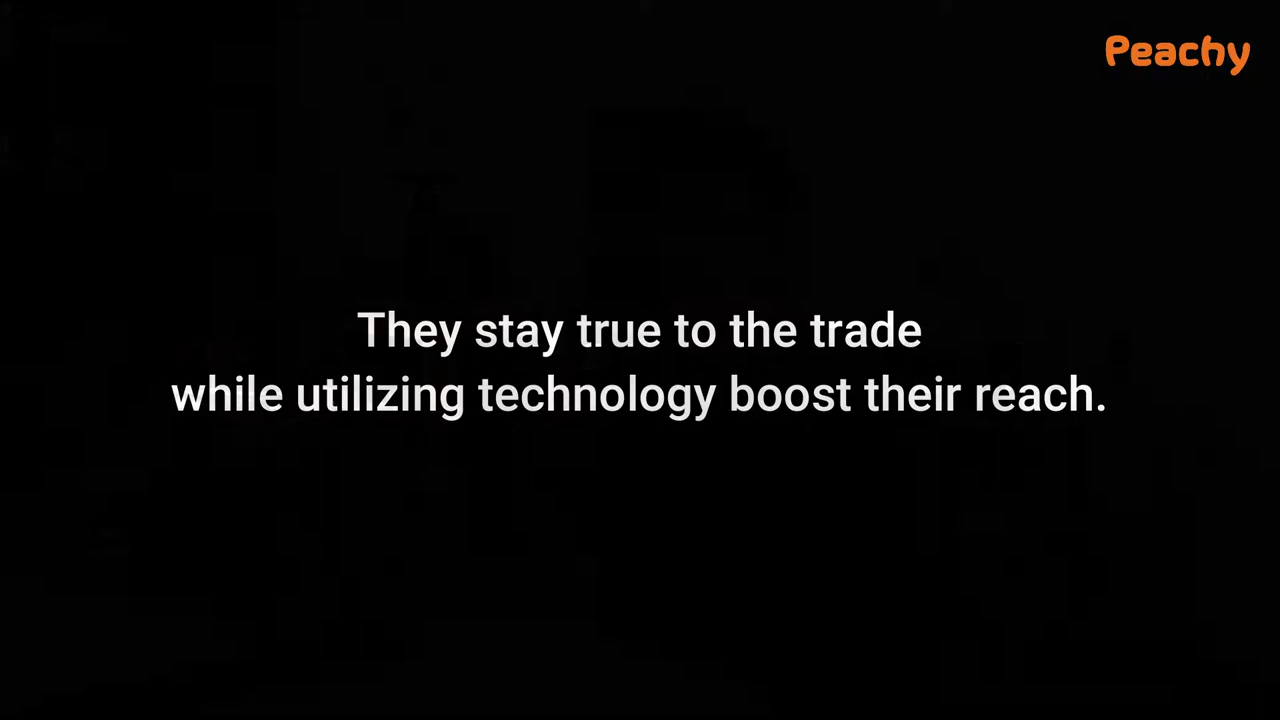 Peachy
They stay true to the trade
while utilizing technology boost their reach.